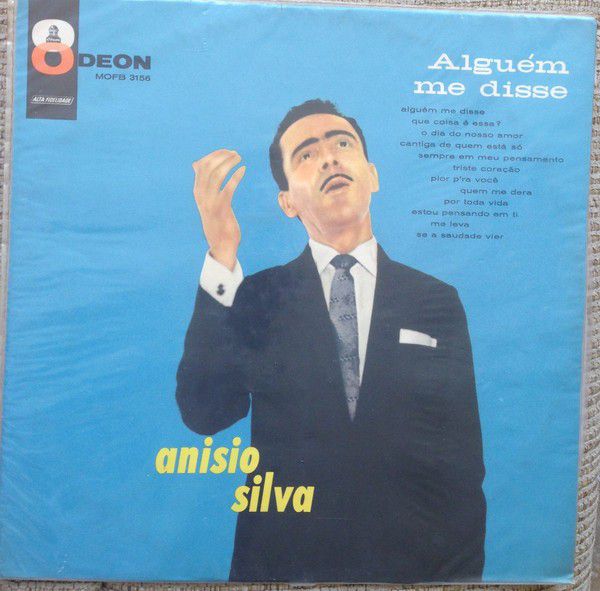 8 ODEON
MOFB 3156
ALTA FIDELIDADE
Alguém
me disse
alguém me disse
que coisa é essa?
o dia do nosso amor
cantiga de quem está só
sempre em meu pensamento
triste coração
pior p'ra você
quem me dera
por toda vida
estou pensando em ti
me leva
se a saudade vier
anisio
silva